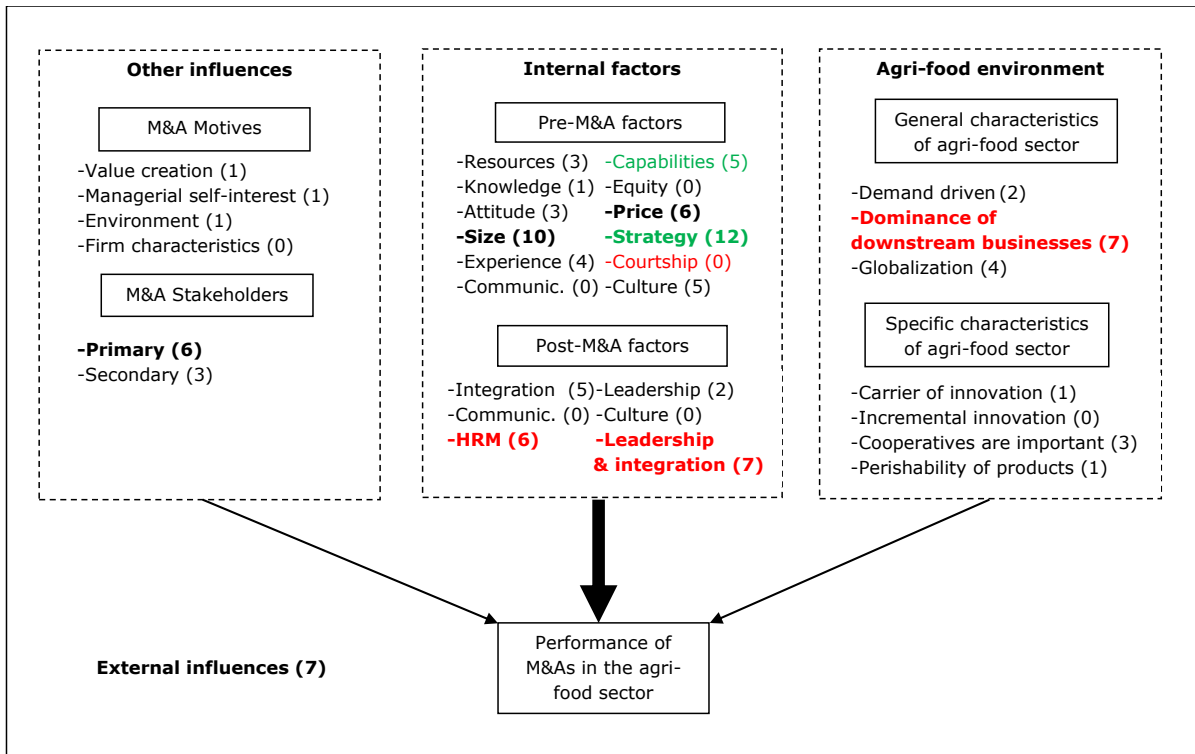 Other influences
M&A Motives
-Value creation (1)
-Managerial self-interest (1)
-Environment (1)
-Firm characteristics (0)
M&A Stakeholders
-Primary (6)
-Secondary (3)
Internal factors
Pre-M&A factors
-Resources (3) -Capabilities (5)
-Knowledge (1) -Equity (0)
-Attitude (3) -Price (6)
-Size (10) -Strategy (12)
-Experience (4) -Courtship (0)
-Communic. (0) -Culture (5)
Post-M&A factors
-Integration (5) -Leadership (2)
-Communic. (0) -Culture (0)
-HRM (6) -Leadership
& integration (7)
Agri-food environment
General characteristics
of agri-food sector
-Demand driven (2)
-Dominance of
downstream businesses (7)
-Globalization (4)
Specific characteristics
of agri-food sector
-Carrier of innovation (1)
-Incremental innovation (0)
-Cooperatives are important (3)
-Perishability of products (1)
External influences (7)
Performance of
M&As in the agri-
food sector